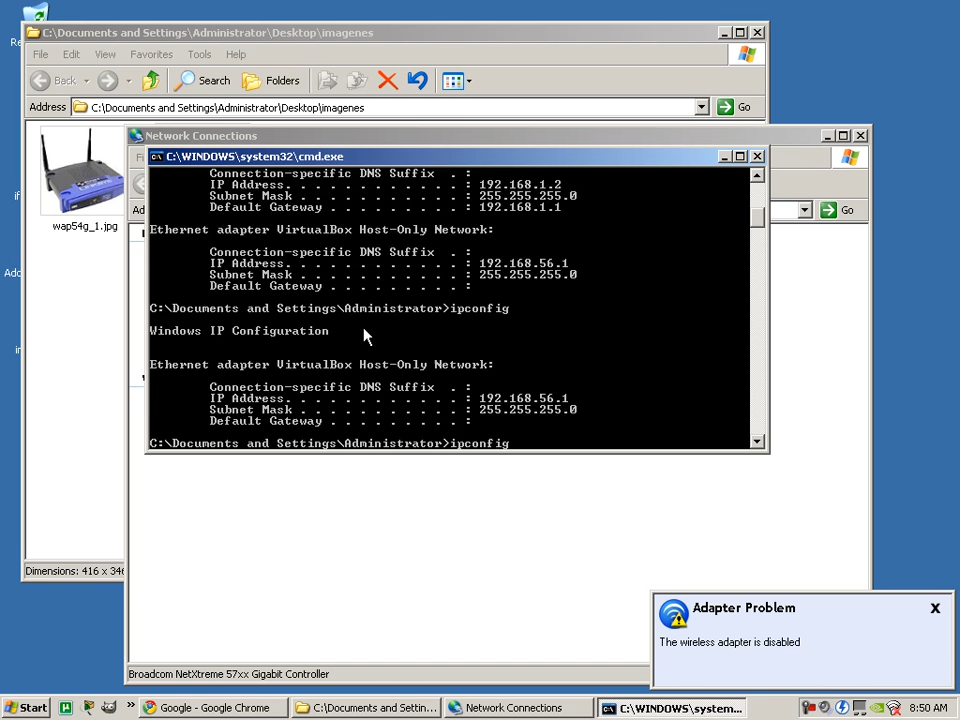 Re
C:\Documents and Settings\Administrator\Desktop\imagenes
File Edit View Favorites Tools Help
Back Search Folders
Address C:\Documents and Settings\Administrator\Desktop\imagenes Go
Network Connections
Go
wap54g_1.jpg
C:\WINDOWS\system32\cmd.exe
Connection-specific DNS Suffix . :
IP Address. . . . . . . . . . . . : 192.168.1.2
Subnet Mask . . . . . . . . . . . : 255.255.255.0
Default Gateway . . . . . . . . . : 192.168.1.1
Ethernet adapter VirtualBox Host-Only Network:
Connection-specific DNS Suffix . :
IP Address. . . . . . . . . . . . : 192.168.56.1
Subnet Mask . . . . . . . . . . . : 255.255.255.0
Default Gateway . . . . . . . . . :
C:\Documents and Settings\Administrator>ipconfig
Windows IP Configuration
Ethernet adapter VirtualBox Host-Only Network:
Connection-specific DNS Suffix . :
IP Address. . . . . . . . . . . . : 192.168.56.1
Subnet Mask . . . . . . . . . . . : 255.255.255.0
Default Gateway . . . . . . . . . :
C:\Documents and Settings\Administrator>ipconfig
Dimensions: 416 x 346
Broadcom NetXtreme 57xx Gigabit Controller
Adapter Problem
The wireless adapter is disabled
Start Google - Google Chrome C:\Documents and Settin... Network Connections C:\WINDOWS\system... 8:50 AM